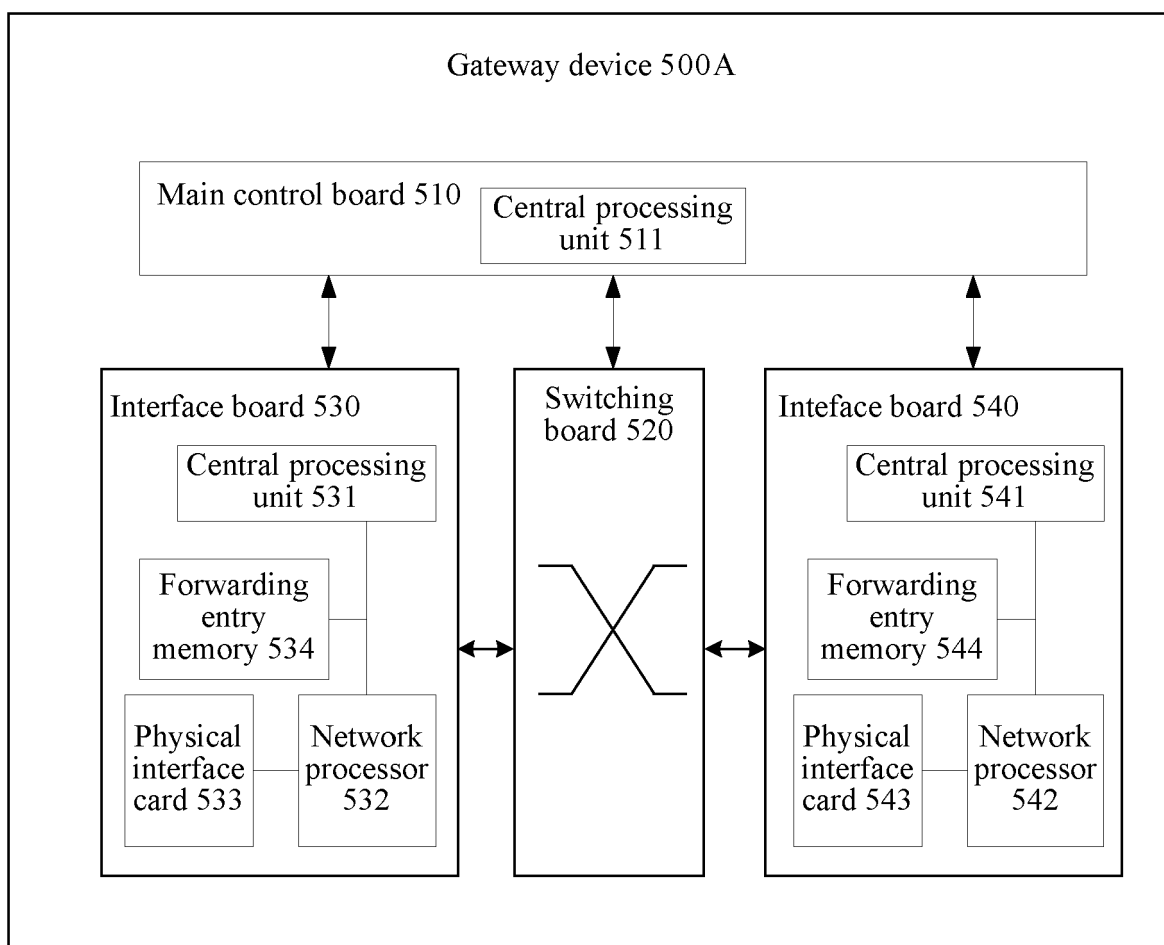 Gateway device 500A
Main control board 510
Central processing
unit 511
Interface board 530
Central processing
unit 531
Forwarding
entry
memory 534
Physical
interface
card 533
Network
processor
532
Switching
board 520
Inteface board 540
Central processing
unit 541
Forwarding
entry
memory 544
Physical
interface
card 543
Network
processor
542